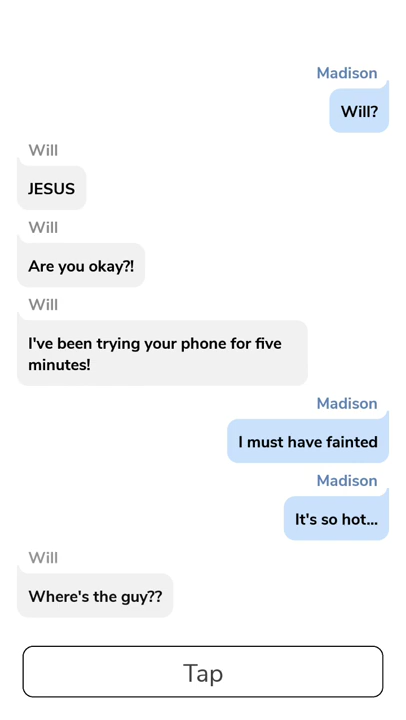 Madison
Will?
Will
JESUS
Will
Are you okay?!
Will
I've been trying your phone for five
minutes!
Madison
I must have fainted
Madison
It's so hot...
Will
Where's the guy??
Tap